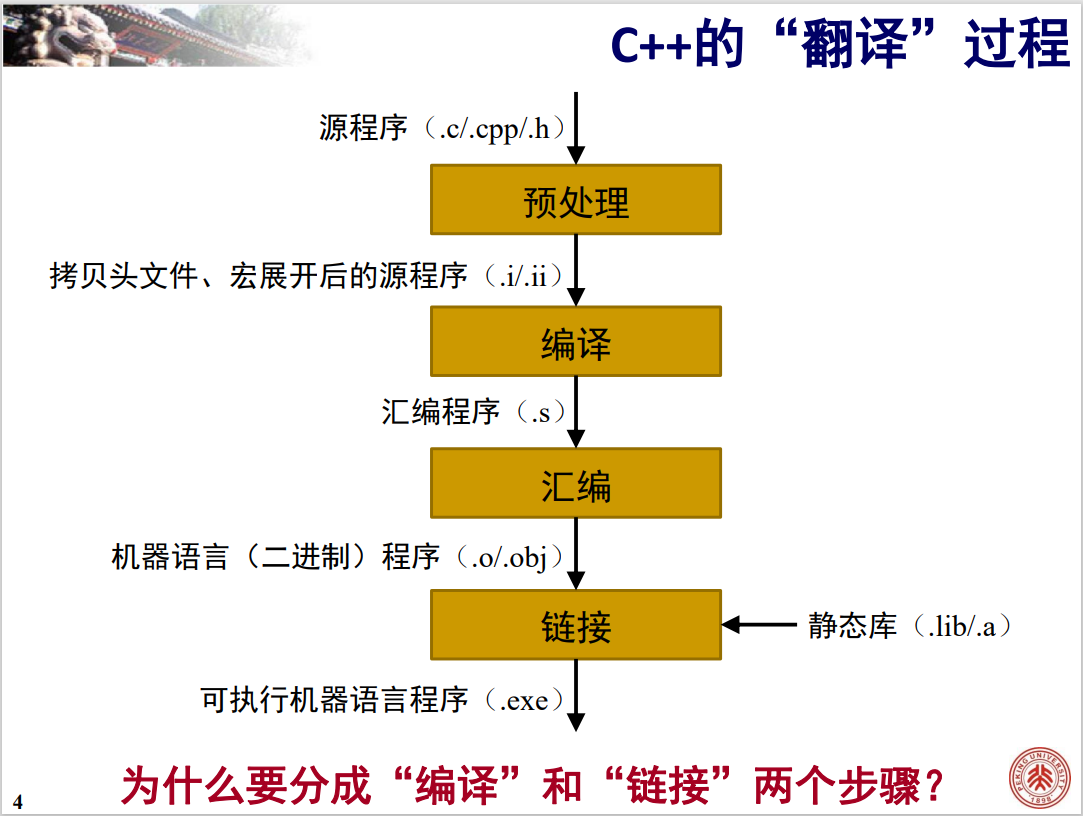 C++的“翻译”过程
源程序（.c/.cpp/.h）
预处理
拷贝头文件、宏展开后的源程序（.i/.ii）
编译
汇编程序（.s）
汇编
机器语言（二进制）程序（.o/.obj）
链接
静态库（.lib/.a）
可执行机器语言程序（.exe）
为什么要分成“编译”和“链接”两个步骤？
4
PEKING UNIVERSITY
1898